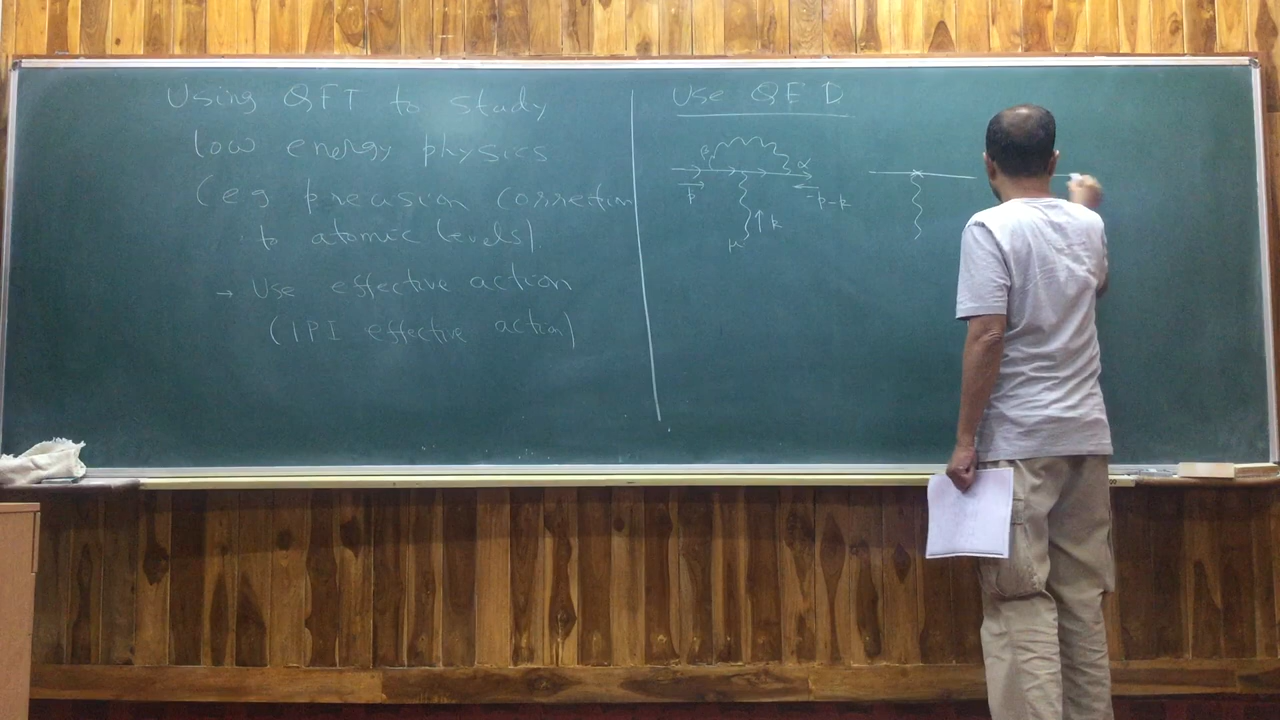 Using QFT to study
low energy physics
(eg precision correction
to atomic levels).
→ Use effective action
(1PI effective action)
Use QED
β α
p -p-k
k
μ